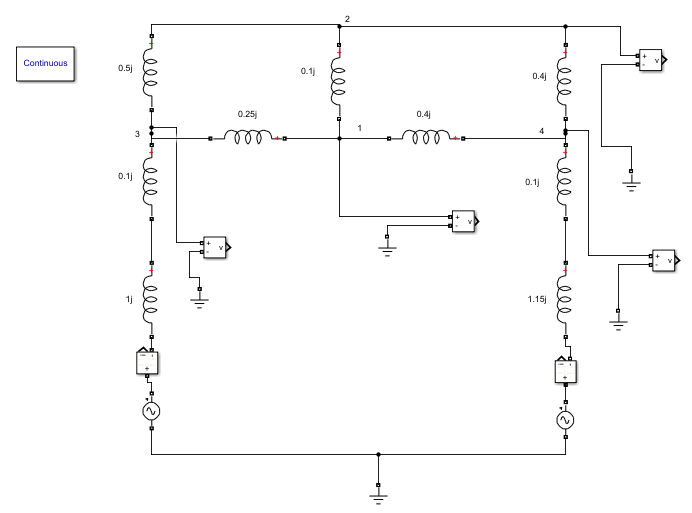 2
0.5j
0.1j
0.4j
+
-
v
Continuous
0.25j
1
0.4j
3
4
0.1j
0.1j
+
-
v
+
-
v
+
-
v
1j
1.15j
+
+